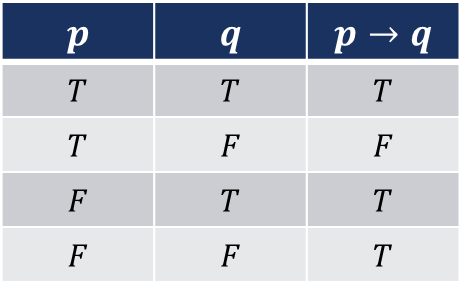 p q p → q
T T T
T F F
F T T
F F T